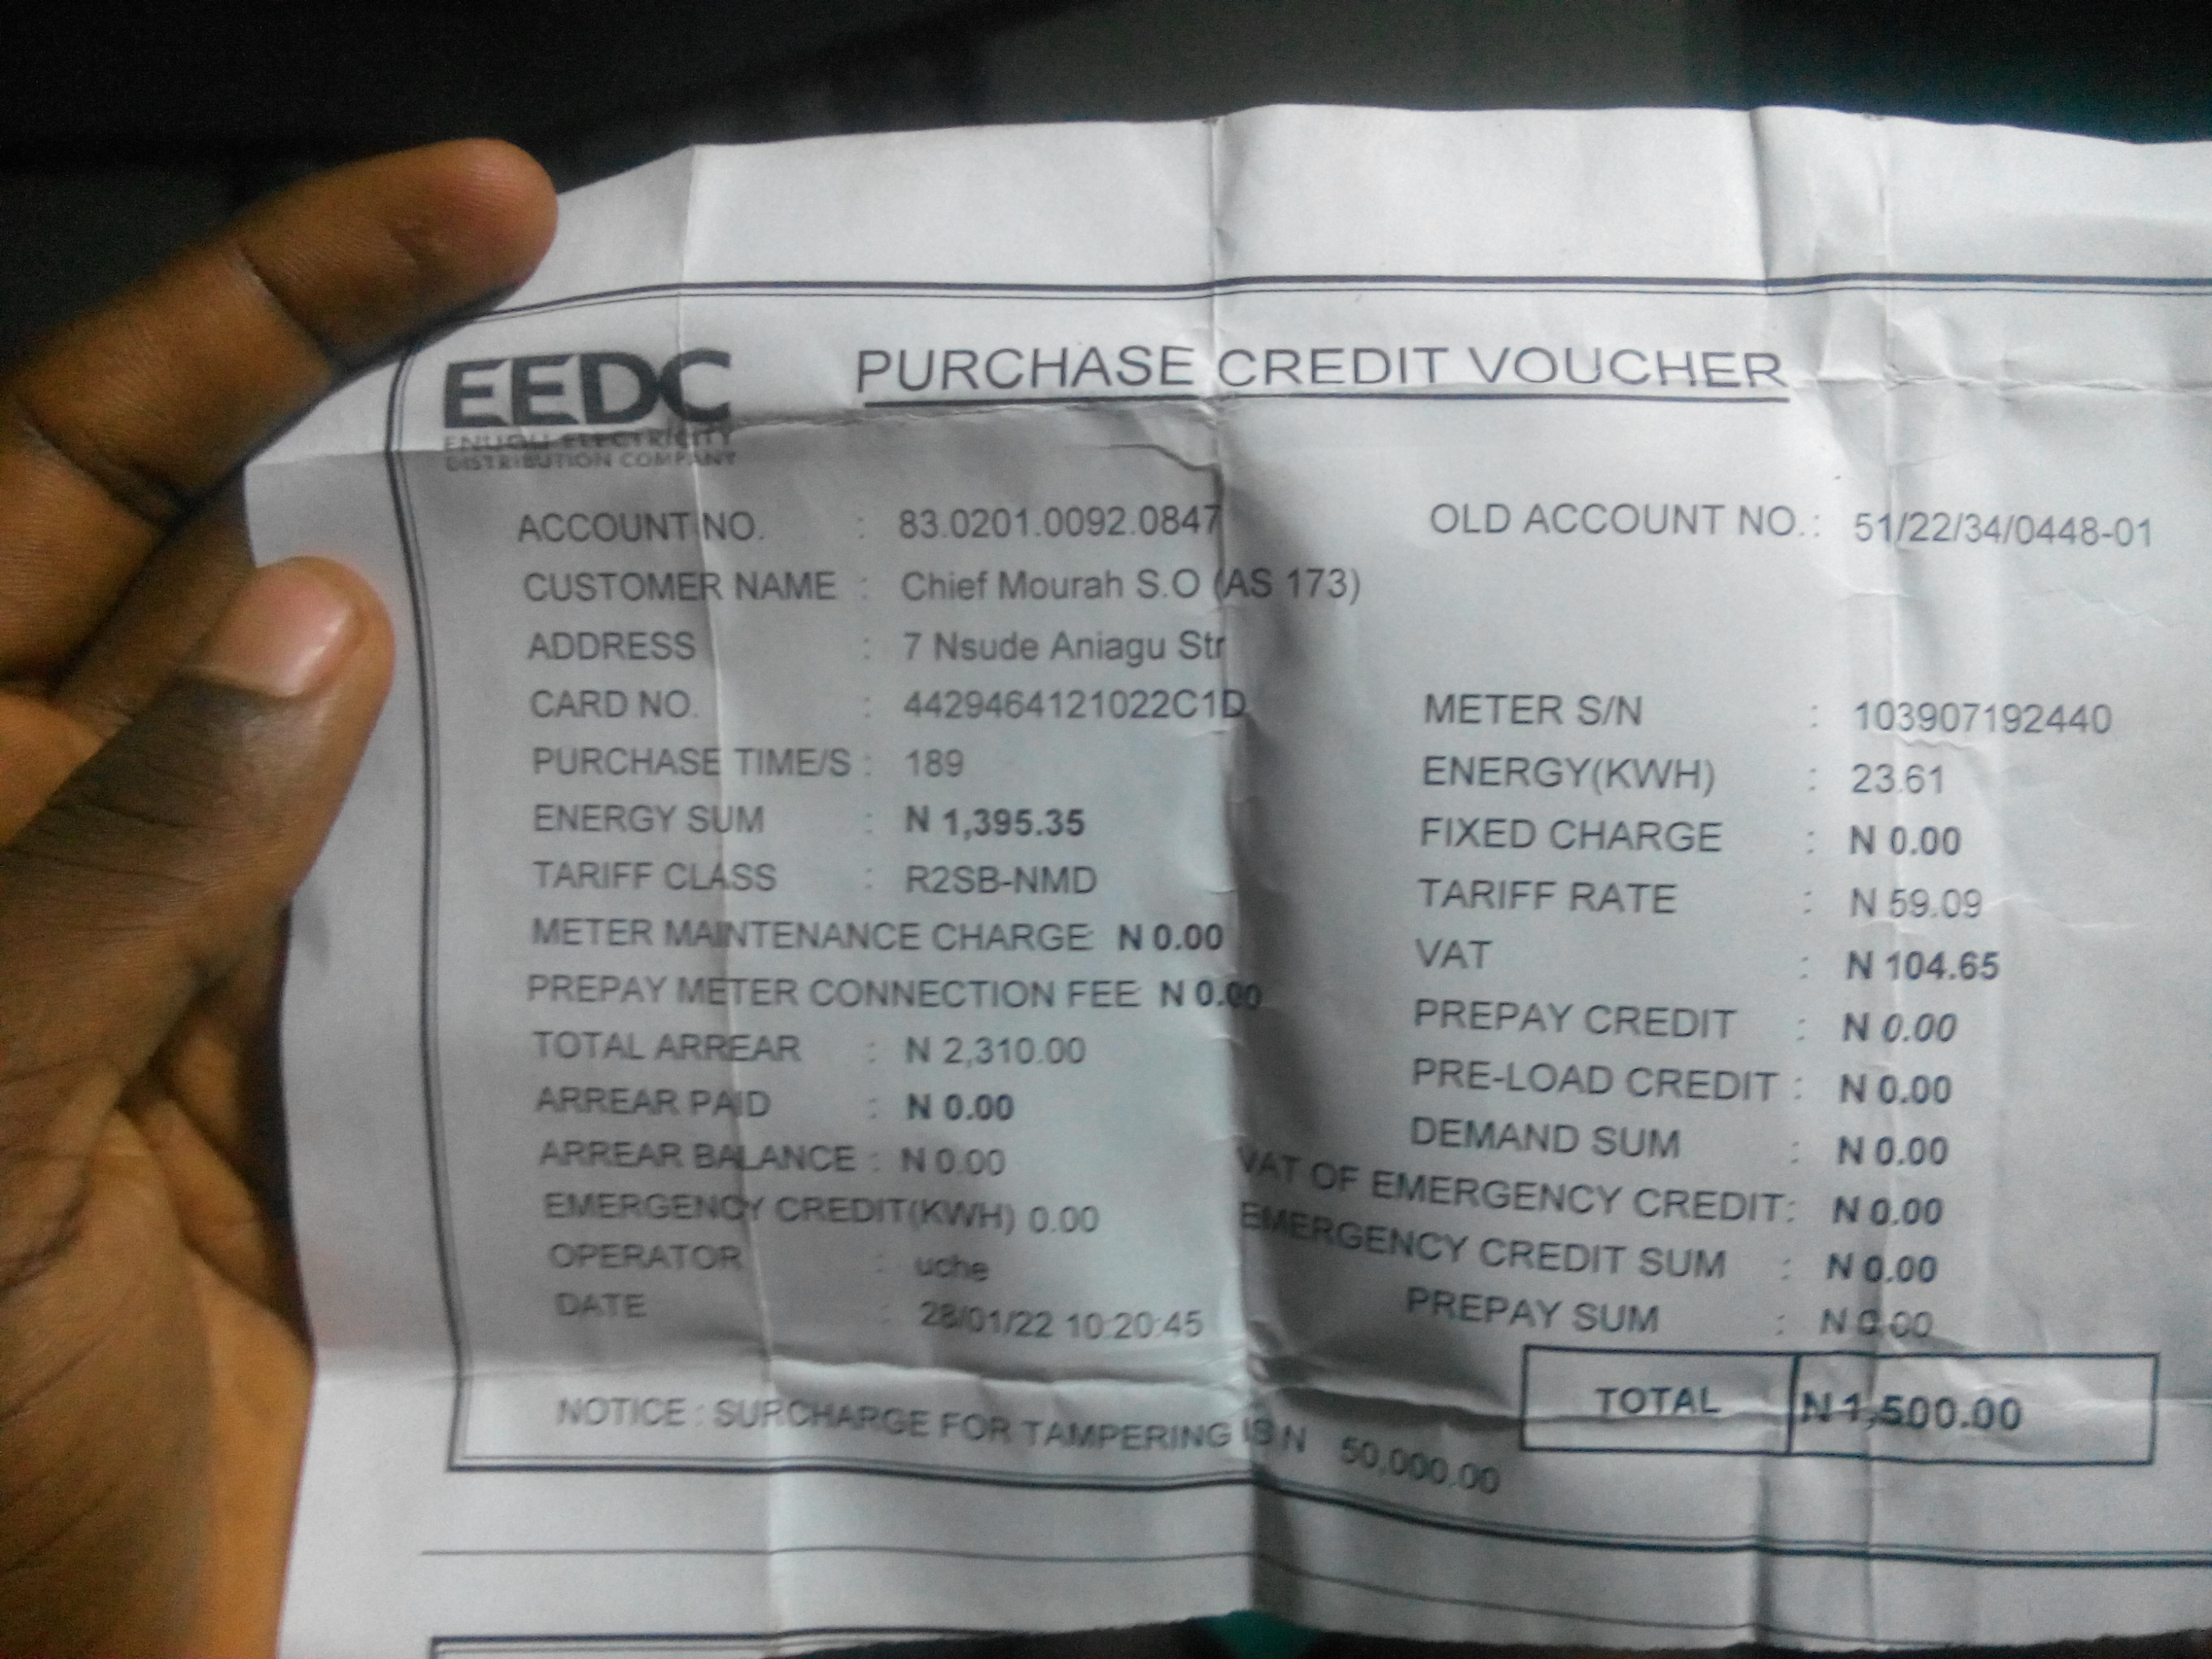 EEDC
PURCHASE CREDIT VOUCHER
ENUGU ELECTRICITY
DISTRIBUTION COMPANY
ACCOUNT NO. : 83.0201.0092.0847 OLD ACCOUNT NO.: 51/22/34/0448-01
CUSTOMER NAME : Chief Mourah S.O (AS 173)
ADDRESS : 7 Nsude Aniagu Str
CARD NO. : 4429464121022C1D METER S/N : 103907192440
PURCHASE TIME/S : 189 ENERGY(KWH) : 23.61
ENERGY SUM : N 1,395.35 FIXED CHARGE : N 0.00
TARIFF CLASS : R2SB-NMD TARIFF RATE : N 59.09
METER MAINTENANCE CHARGE: N 0.00 VAT : N 104.65
PREPAY METER CONNECTION FEE: N 0.00 PREPAY CREDIT : N 0.00
TOTAL ARREAR : N 2,310.00 PRE-LOAD CREDIT : N 0.00
ARREAR PAID : N 0.00 DEMAND SUM : N 0.00
ARREAR BALANCE : N 0.00 VAT OF EMERGENCY CREDIT: N 0.00
EMERGENCY CREDIT(KWH) 0.00 EMERGENCY CREDIT SUM : N 0.00
OPERATOR : uche PREPAY SUM : N 0.00
DATE : 28/01/22 10:20:45
TOTAL N 1,500.00
NOTICE : SURCHARGE FOR TAMPERING IS N 50,000.00